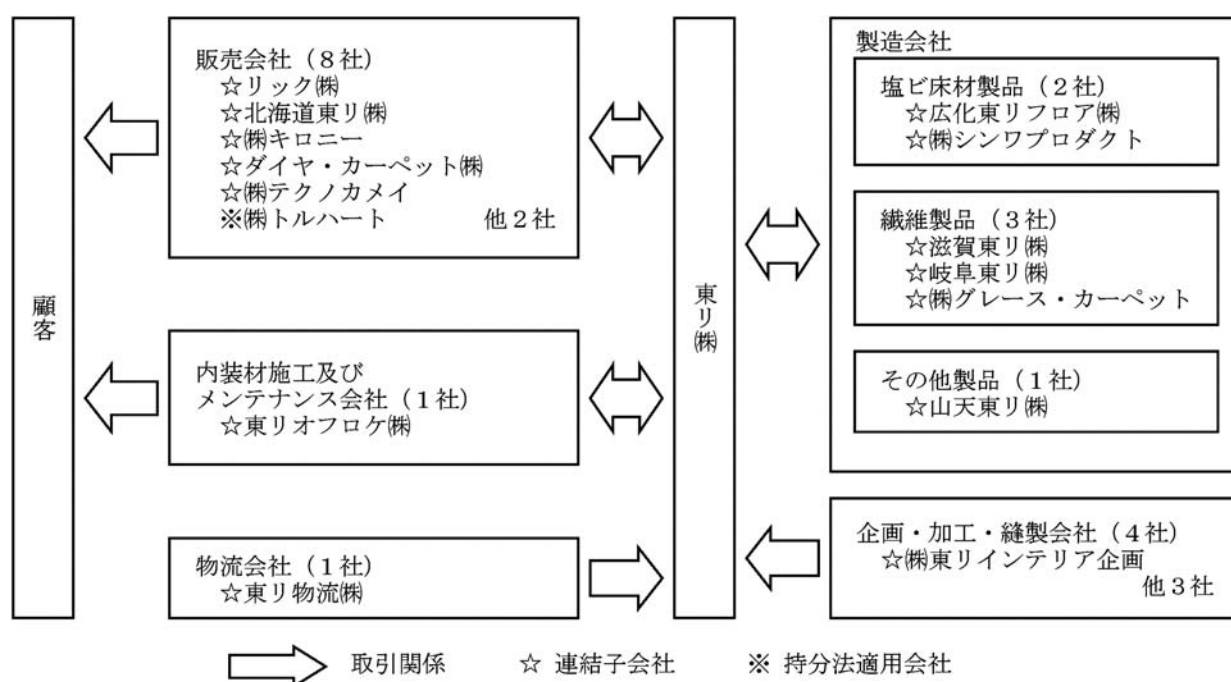 顧客
販売会社（８社）
☆リック㈱
☆北海道東リ㈱
☆㈱キロニー
☆ダイヤ・カーペット㈱
☆㈱テクノカメイ
※㈱トルハート　　　他２社
内装材施工及び
メンテナンス会社（１社）
☆東リオフロケ㈱
物流会社（１社）
☆東リ物流㈱
東リ㈱
製造会社
塩ビ床材製品（２社）
☆広化東リフロア㈱
☆㈱シンワプロダクト
繊維製品（３社）
☆滋賀東リ㈱
☆岐阜東リ㈱
☆㈱グレース・カーペット
その他製品（１社）
☆山天東リ㈱
企画・加工・縫製会社（４社）
☆㈱東リインテリア企画
他３社
取引関係　　☆ 連結子会社　　※ 持分法適用会社